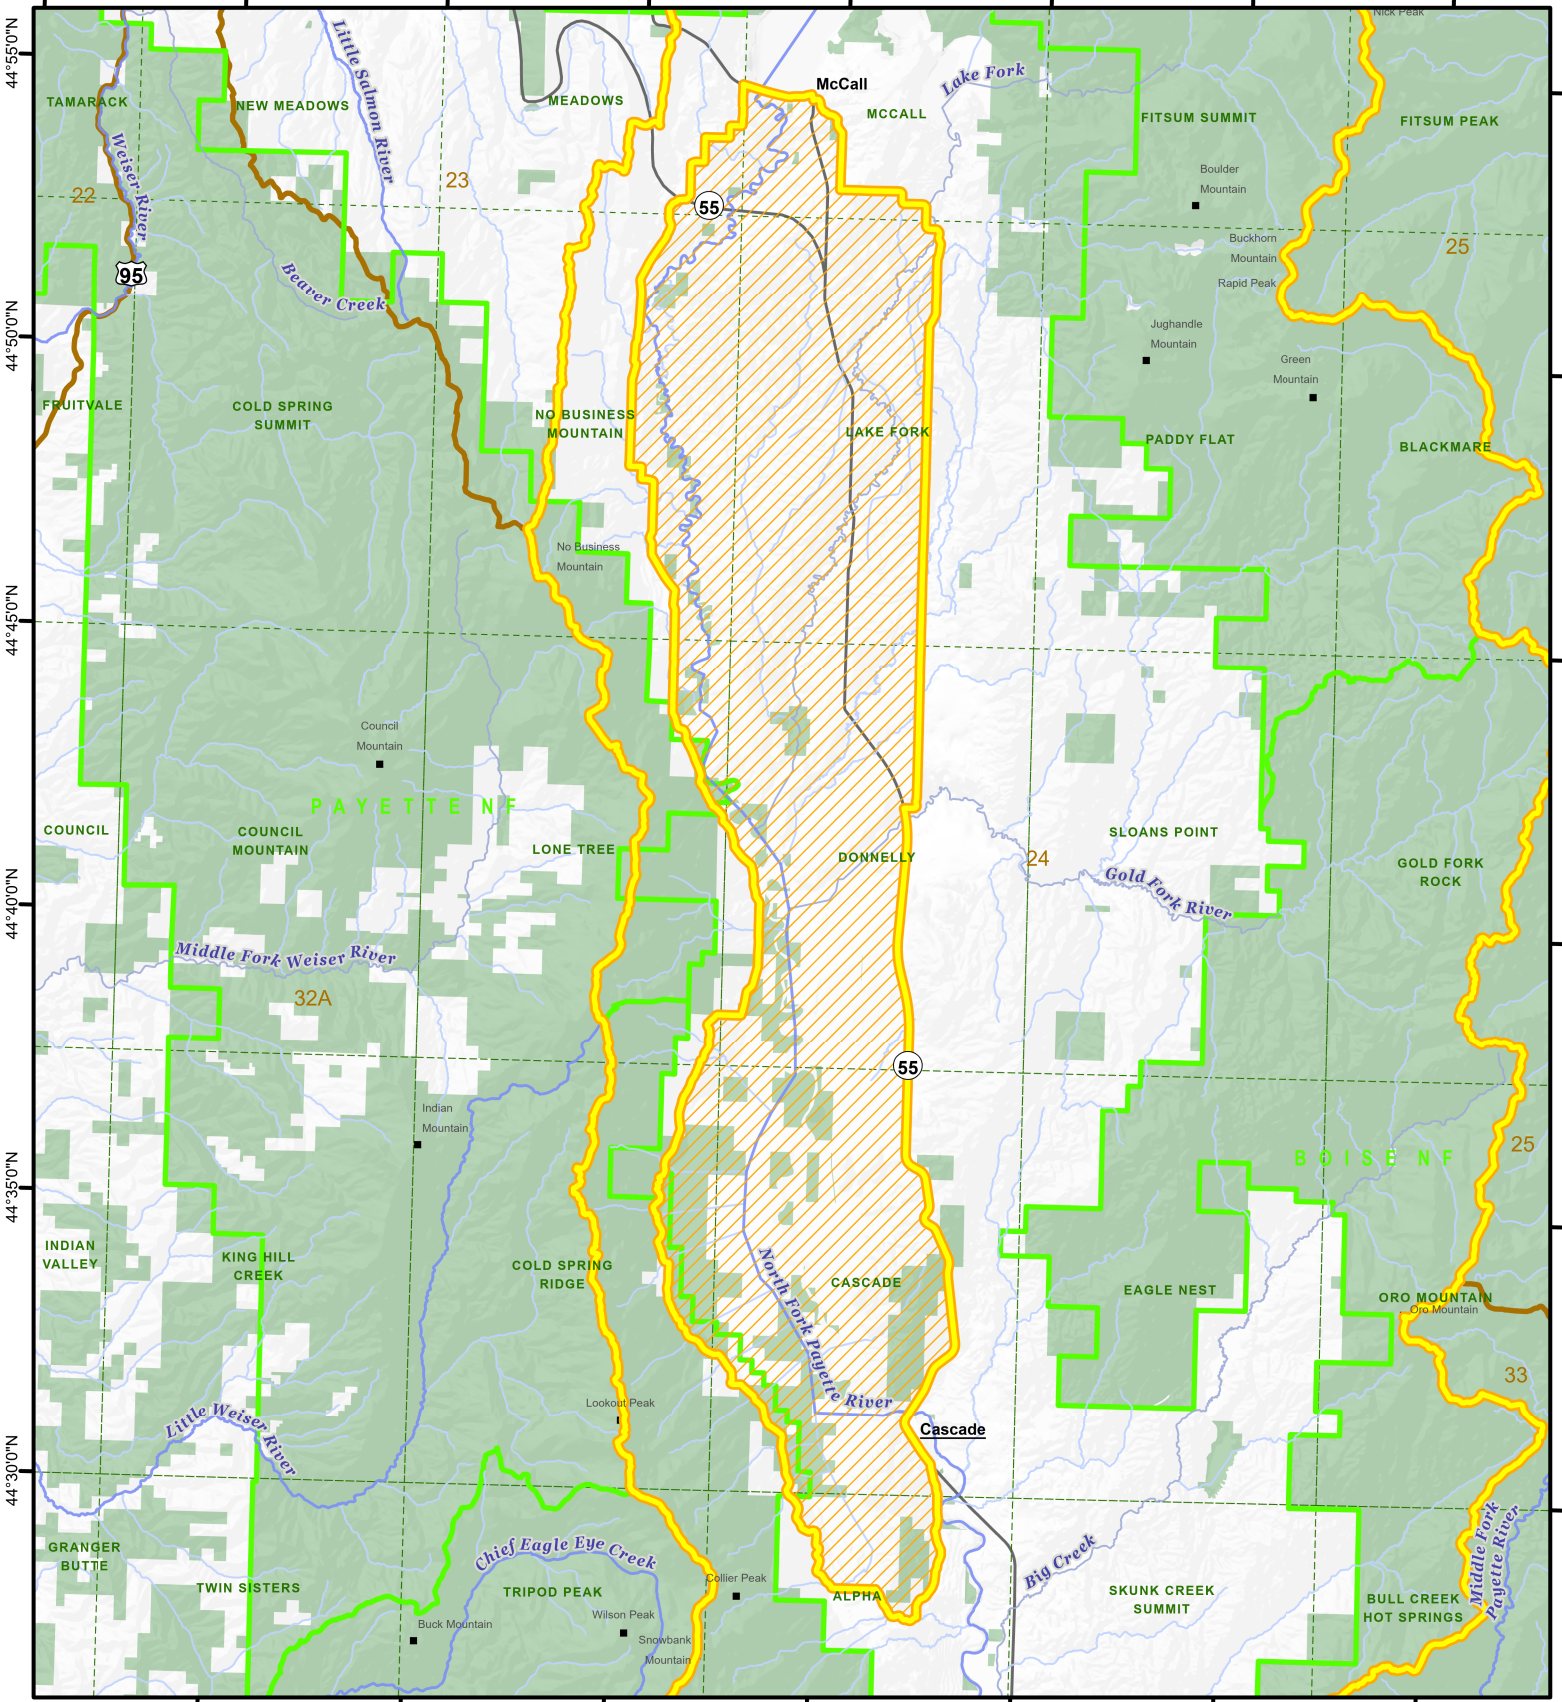 Nick Peak
44°55'0"N
McCall
Lake Fork
Little Salmon River
TAMARACK
NEW MEADOWS
MEADOWS
MCCALL
FITSUM SUMMIT
FITSUM PEAK
Weiser River
Boulder
Mountain
22
23
55
Buckhorn
Mountain
25
95
Beaver Creek
Rapid Peak
44°50'0"N
Jughandle
Mountain
Green
Mountain
FRUITVALE
COLD SPRING
SUMMIT
NO BUSINESS
MOUNTAIN
LAKE FORK
PADDY FLAT
BLACKMARE
No Business
Mountain
44°45'0"N
Council
Mountain
PAYETTE NF
COUNCIL
COUNCIL
MOUNTAIN
LONE TREE
DONNELLY
SLOANS POINT
24
GOLD FORK
ROCK
Gold Fork River
44°40'0"N
Middle Fork Weiser River
32A
55
Indian
Mountain
25
BOISE NF
44°35'0"N
INDIAN
VALLEY
KING HILL
CREEK
COLD SPRING
RIDGE
North Fork Payette River
CASCADE
EAGLE NEST
ORO MOUNTAIN
Oro Mountain
33
Lookout Peak
Little Weiser River
Cascade
44°30'0"N
GRANGER
BUTTE
Chief Eagle Eye Creek
Big Creek
Middle Fork
Payette River
TWIN SISTERS
TRIPOD PEAK
Collier Peak
ALPHA
SKUNK CREEK
SUMMIT
BULL CREEK
HOT SPRINGS
Buck Mountain
Wilson Peak
Snowbank
Mountain